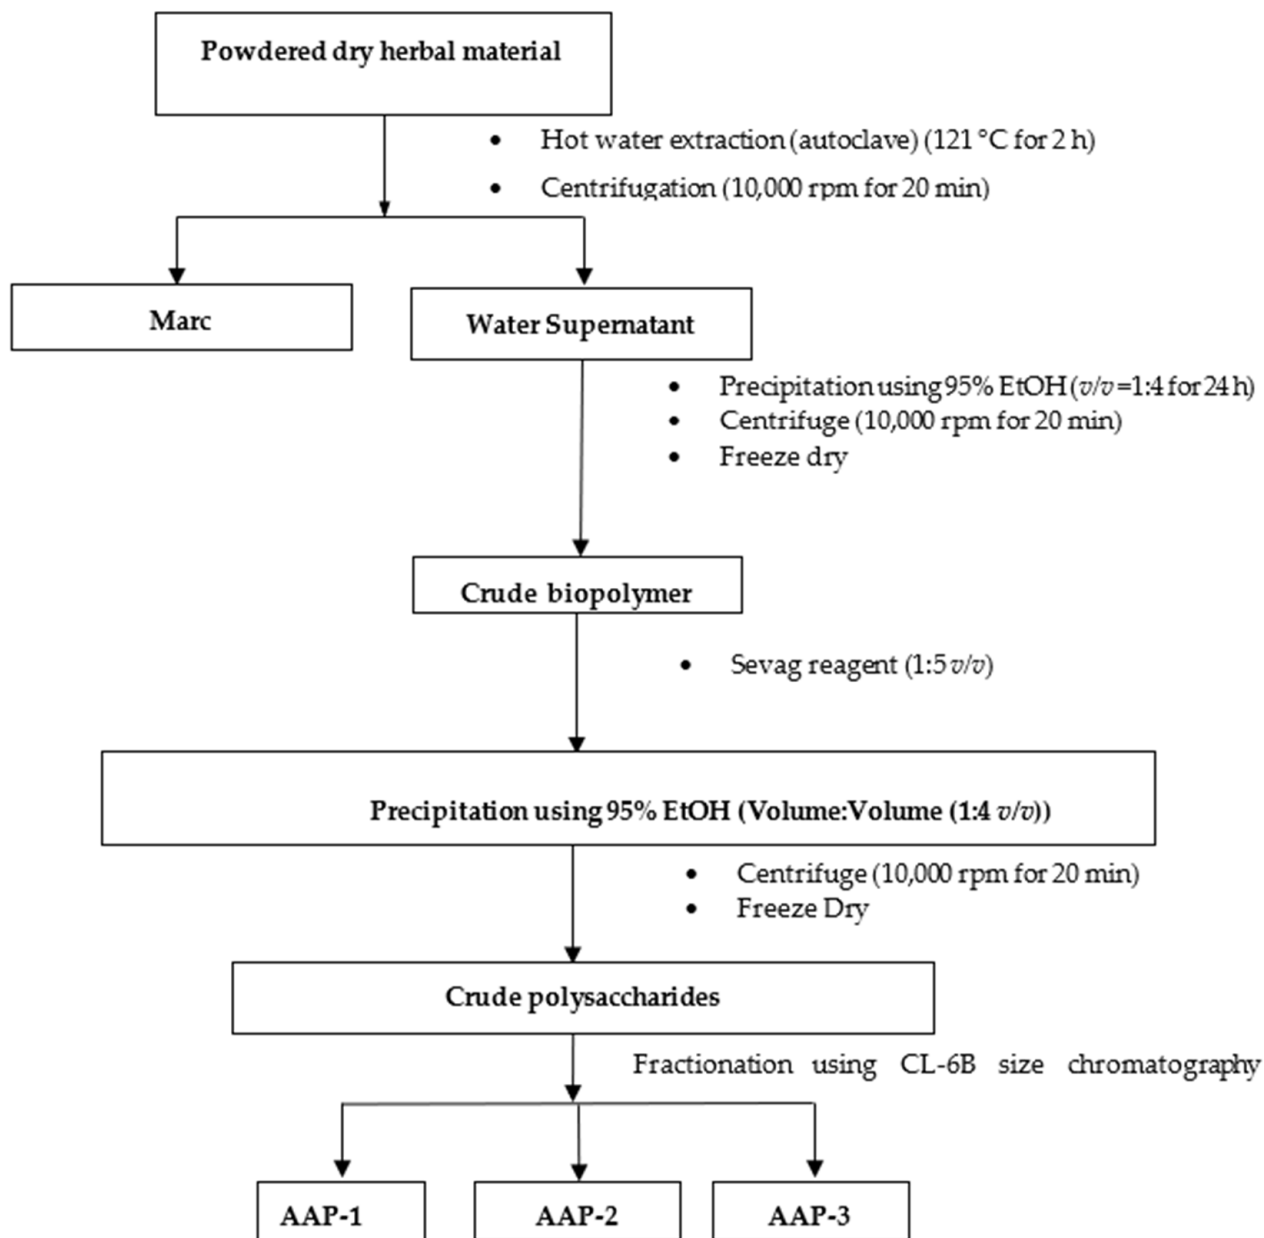 Powdered dry herbal material
• Hot water extraction (autoclave) (121 °C for 2 h)
• Centrifugation (10,000 rpm for 20 min)
Marc
Water Supernatant
• Precipitation using 95% EtOH (v/v=1:4 for 24 h)
• Centrifuge (10,000 rpm for 20 min)
• Freeze dry
Crude biopolymer
• Sevag reagent (1:5 v/v)
Precipitation using 95% EtOH (Volume:Volume (1:4 v/v))
• Centrifuge (10,000 rpm for 20 min)
• Freeze Dry
Crude polysaccharides
Fractionation using CL-6B size chromatography
AAP-1
AAP-2
AAP-3